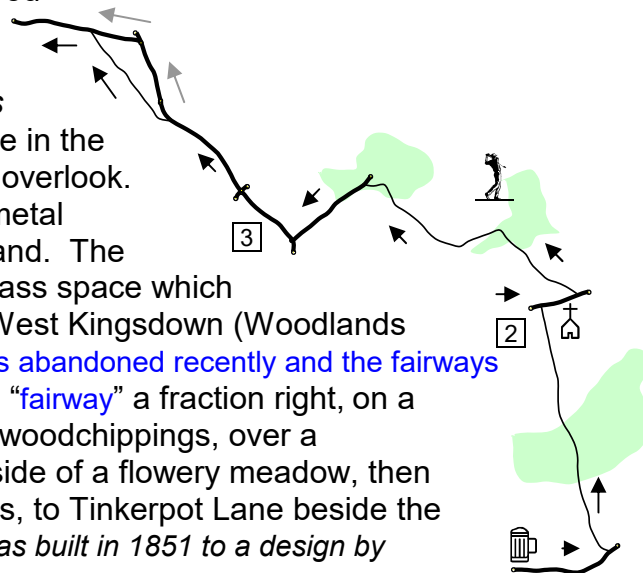 s
e in the
overlook.
metal
and. The
ass space which
West Kingsdown (Woodlands
s abandoned recently and the fairways
“fairway” a fraction right, on a
woodchippings, over a
side of a flowery meadow, then
s, to Tinkerpot Lane beside the
as built in 1851 to a design by
3
2